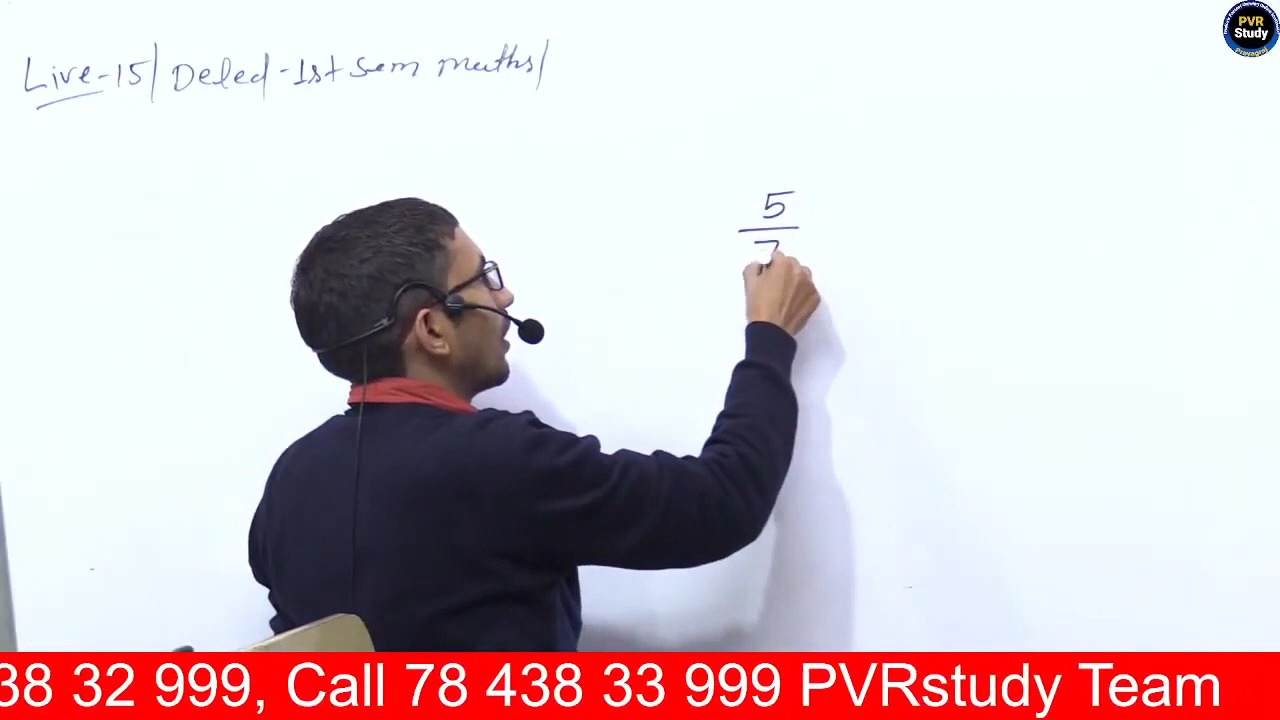 Live-15/ Deled-1st sem maths/
PVR
Study
Prayagraj
5
7
38 32 999, Call 78 438 33 999 PVRstudy Team